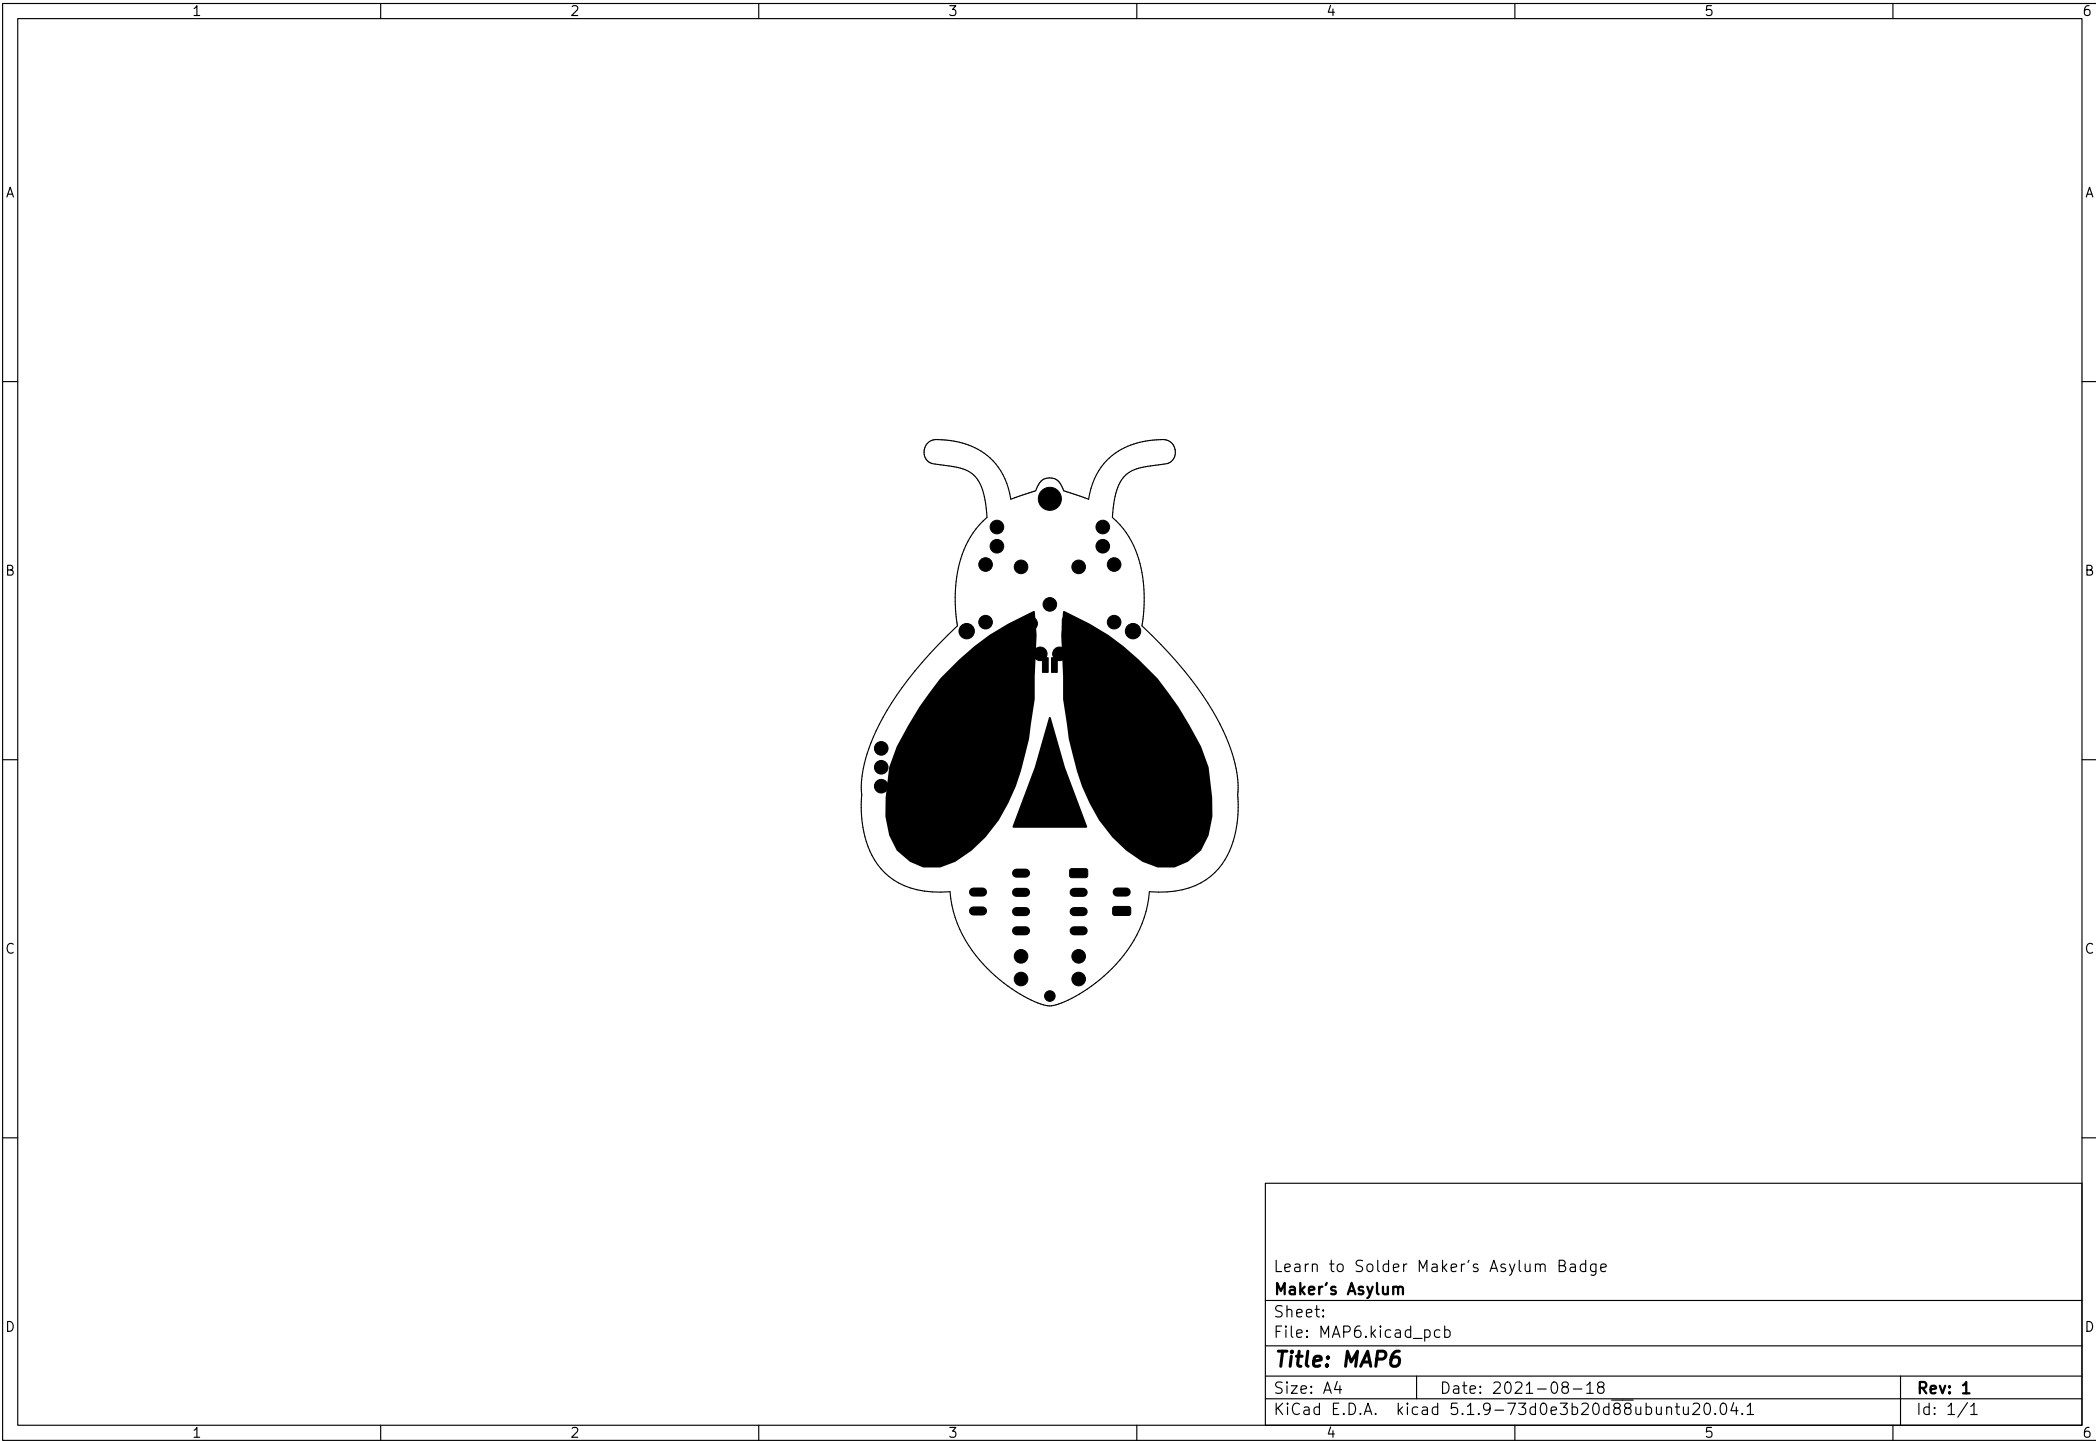 1 2 3 4 5 6
A A
B B
C C
D D
Learn to Solder Maker's Asylum Badge
Maker's Asylum
Sheet:
File: MAP6.kicad_pcb
Title: MAP6
Size: A4 Date: 2021-08-18 Rev: 1
KiCad E.D.A. kicad 5.1.9-73d0e3b20d88ubuntu20.04.1 Id: 1/1
1 2 3 4 5 6